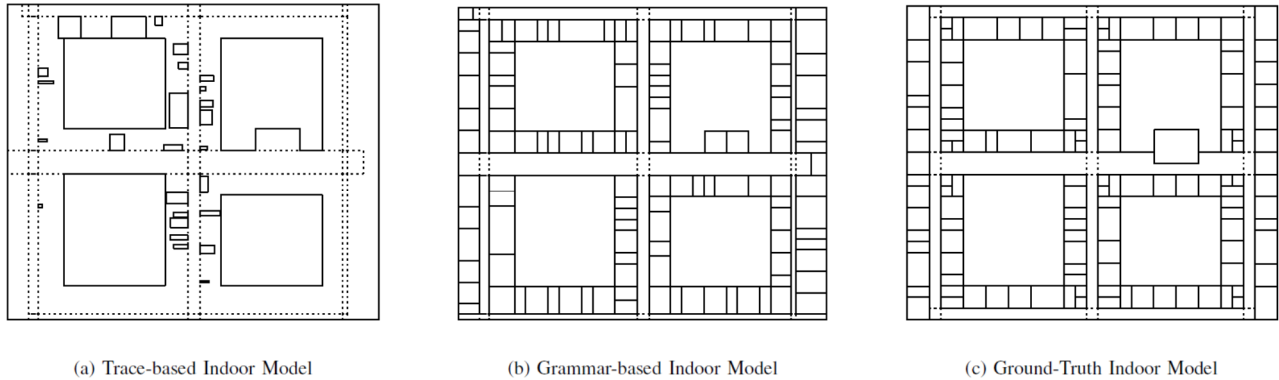 (a) Trace-based Indoor Model
(b) Grammar-based Indoor Model
(c) Ground-Truth Indoor Model